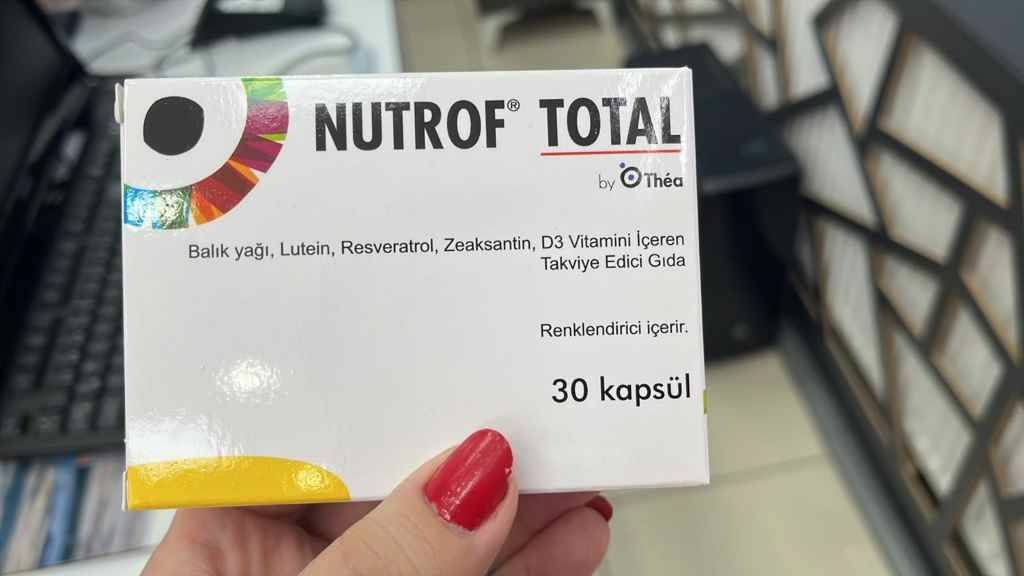 NUTROF® TOTAL
by Théa
Balık yağı, Lutein, Resveratrol, Zeaksantin, D3 Vitamini İçeren
Takviye Edici Gıda
Renklendirici içerir.
30 kapsül